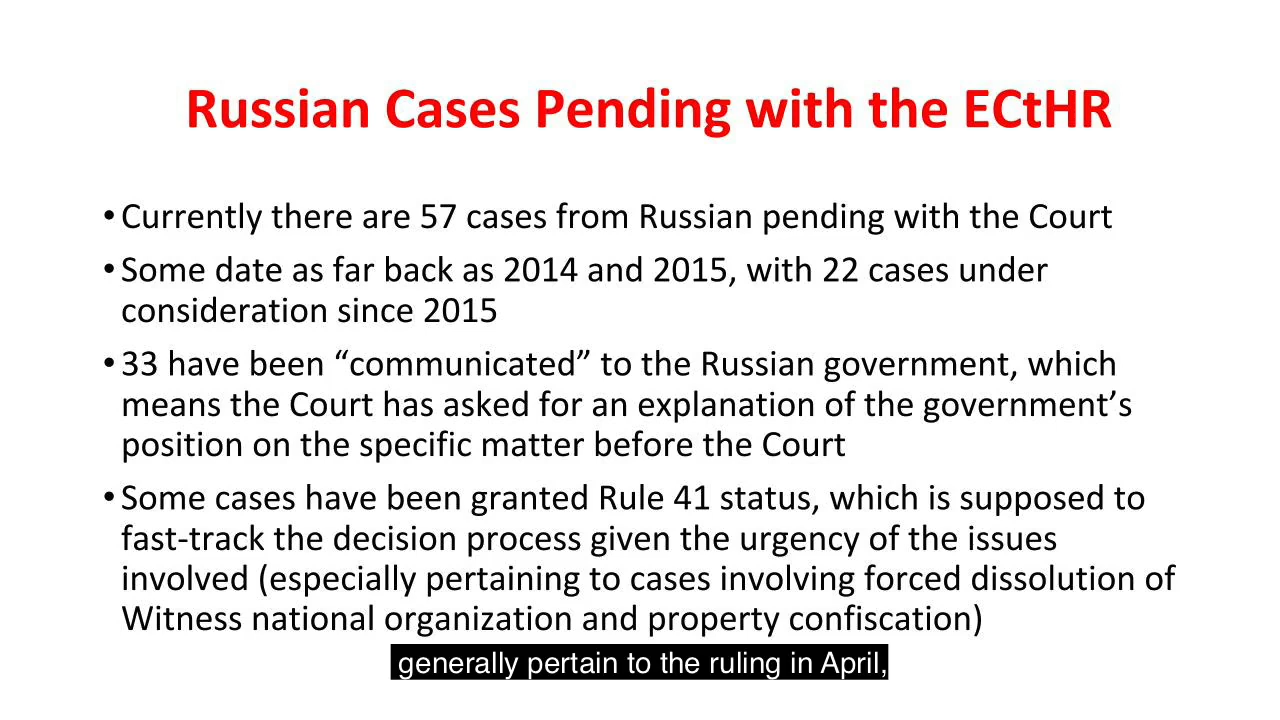 Russian Cases Pending with the ECtHR
• Currently there are 57 cases from Russian pending with the Court
• Some date as far back as 2014 and 2015, with 22 cases under
consideration since 2015
• 33 have been “communicated” to the Russian government, which
means the Court has asked for an explanation of the government’s
position on the specific matter before the Court
• Some cases have been granted Rule 41 status, which is supposed to
fast-track the decision process given the urgency of the issues
involved (especially pertaining to cases involving forced dissolution of
Witness national organization and property confiscation)
generally pertain to the ruling in April,